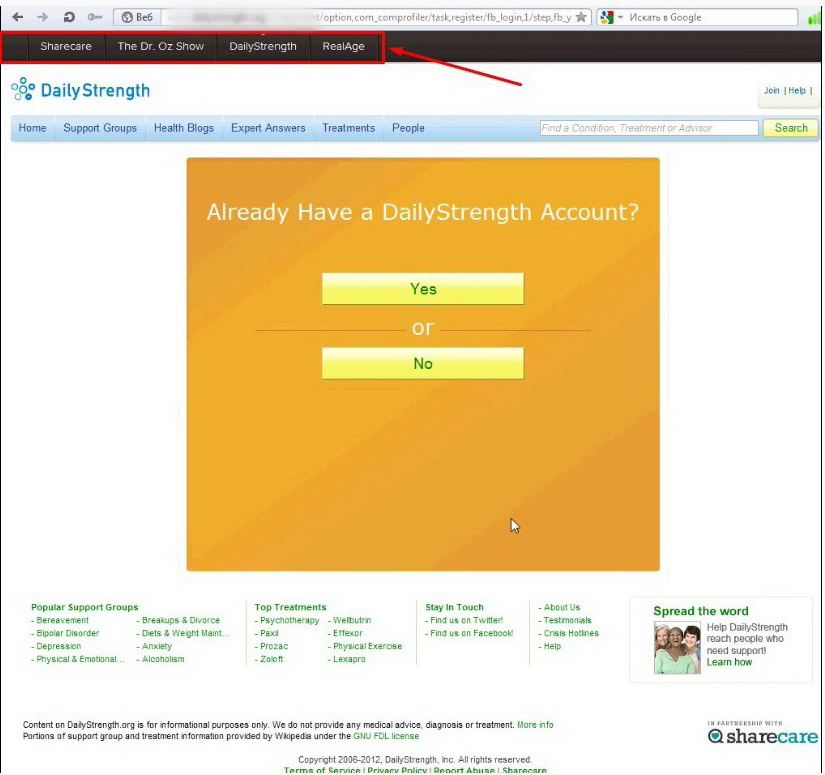 Веб
/option,com_comprofiler/task,register/fb_login,1/step,fb_y
Искать в Google
Sharecare The Dr. Oz Show DailyStrength RealAge
DailyStrength
Join | Help |
Home Support Groups Health Blogs Expert Answers Treatments People
Find a Condition, Treatment or Advisor
Search
Already Have a DailyStrength Account?
Yes
or
No
Popular Support Groups
- Bereavement
- Bipolar Disorder
- Depression
- Physical & Emotional...
- Breakups & Divorce
- Diets & Weight Maint...
- Anxiety
- Alcoholism
Top Treatments
- Psychotherapy
- Paxil
- Prozac
- Zoloft
- Wellbutrin
- Effexor
- Physical Exercise
- Lexapro
Stay In Touch
- Find us on Twitter!
- Find us on Facebook!
- About Us
- Testimonials
- Crisis Hotlines
- Help
Spread the word
Help DailyStrength
reach people who
need support!
Learn how
Content on DailyStrength.org is for informational purposes only. We do not provide any medical advice, diagnosis or treatment. More info
Portions of support group and treatment information provided by Wikipedia under the GNU FDL license
IN PARTNERSHIP WITH
sharecare
Copyright 2006-2012, DailyStrength, Inc. All rights reserved.
Terms of Service | Privacy Policy | Report Abuse | Sharecare